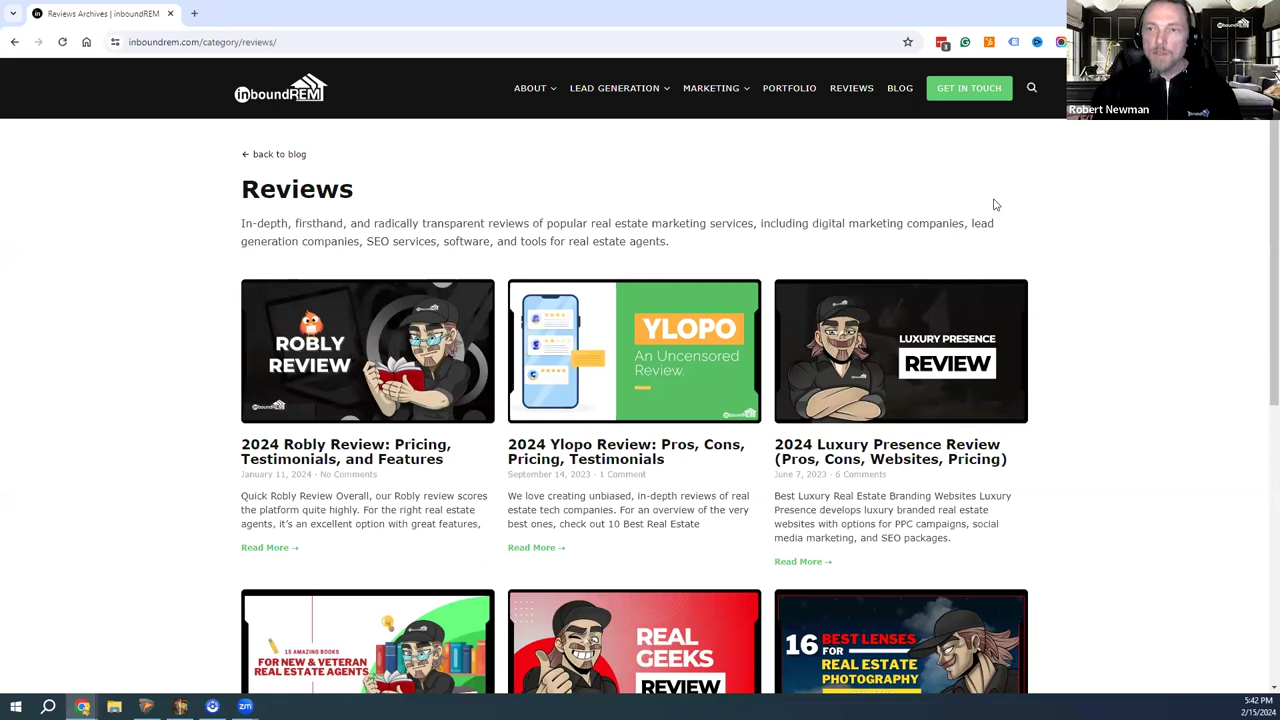 Reviews Archives | inboundREM
inboundrem.com/category/reviews/
inboundREM
ABOUT
LEAD GENERATION
MARKETING
PORTFOLIO
REVIEWS
BLOG
GET IN TOUCH
Robert Newman
← back to blog
Reviews
In-depth, firsthand, and radically transparent reviews of popular real estate marketing services, including digital marketing companies, lead
generation companies, SEO services, software, and tools for real estate agents.
ROBLY
REVIEW
inboundREM
YLOPO
An Uncensored
Review.
inboundREM
LUXURY PRESENCE
REVIEW
2024 Robly Review: Pricing,
Testimonials, and Features
January 11, 2024 · No Comments
Quick Robly Review Overall, our Robly review scores
the platform quite highly. For the right real estate
agents, it’s an excellent option with great features,
Read More →
2024 Ylopo Review: Pros, Cons,
Pricing, Testimonials
September 14, 2023 · 1 Comment
We love creating unbiased, in-depth reviews of real
estate tech companies. For an overview of the very
best ones, check out 10 Best Real Estate
Read More →
2024 Luxury Presence Review
(Pros, Cons, Websites, Pricing)
June 7, 2023 · 6 Comments
Best Luxury Real Estate Branding Websites Luxury
Presence develops luxury branded real estate
websites with options for PPC campaigns, social
media marketing, and SEO packages.
Read More →
15 AMAZING BOOKS
FOR NEW & VETERAN
REAL ESTATE AGENTS
REAL
GEEKS
REVIEW
16 BEST LENSES
FOR
REAL ESTATE
PHOTOGRAPHY
zm
5:42 PM
2/15/2024